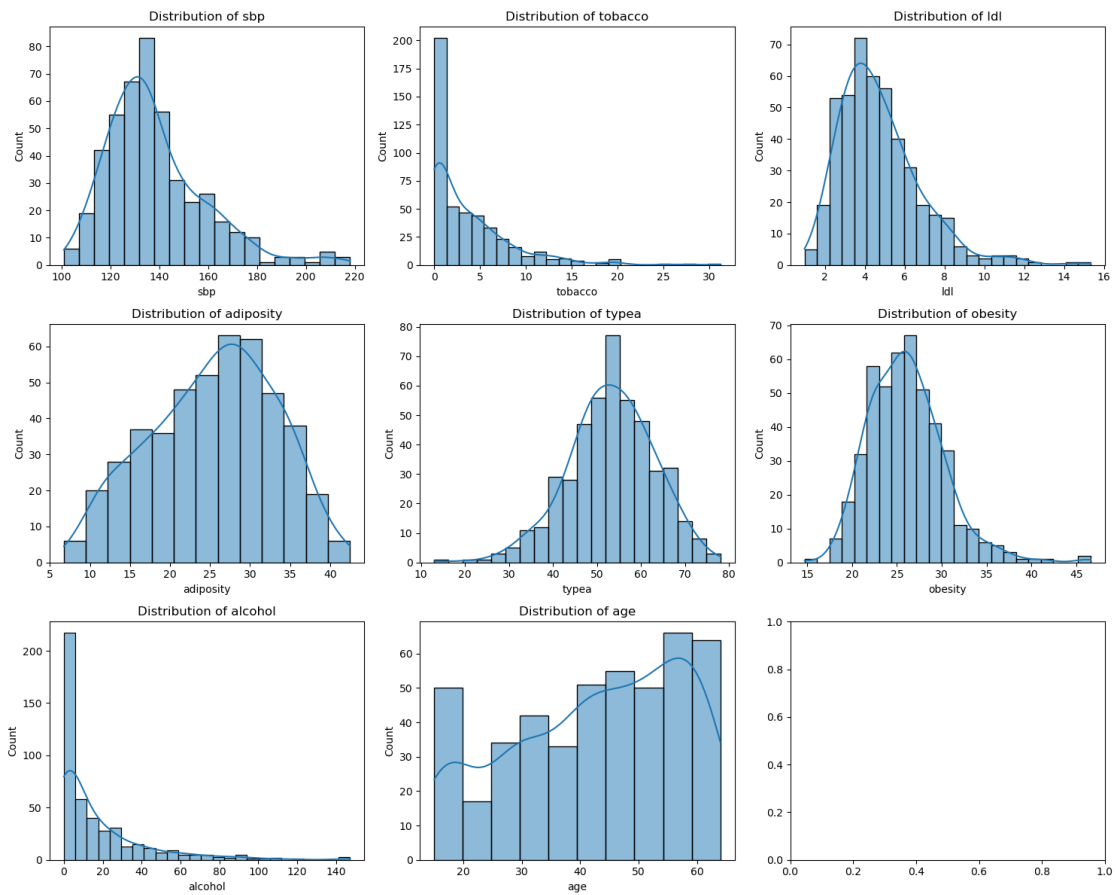 Distribution of sbp
Count
80
70
60
50
40
30
20
10
0
100 120 140 160 180 200 220
sbp
Distribution of tobacco
Count
200
175
150
125
100
75
50
25
0
0 5 10 15 20 25 30
tobacco
Distribution of ldl
Count
70
60
50
40
30
20
10
0
2 4 6 8 10 12 14 16
ldl
Distribution of adiposity
Count
60
50
40
30
20
10
0
5 10 15 20 25 30 35 40
adiposity
Distribution of typea
Count
80
70
60
50
40
30
20
10
0
10 20 30 40 50 60 70 80
typea
Distribution of obesity
Count
70
60
50
40
30
20
10
0
15 20 25 30 35 40 45
obesity
Distribution of alcohol
Count
200
150
100
50
0
0 20 40 60 80 100 120 140
alcohol
Distribution of age
Count
60
50
40
30
20
10
0
20 30 40 50 60
age
1.0
0.8
0.6
0.4
0.2
0.0
0.0 0.2 0.4 0.6 0.8 1.0